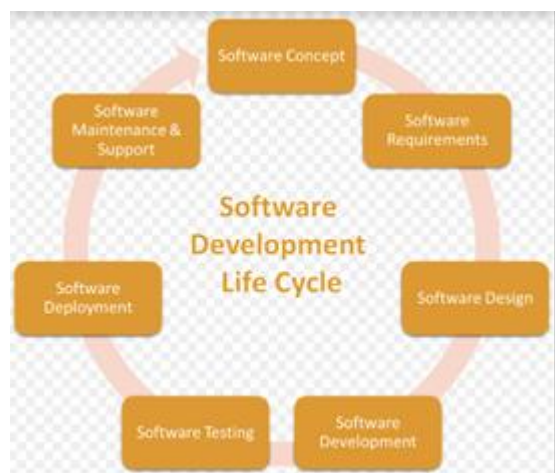 Software Concept
Software
Requirements
Software Design
Software
Development
Software Testing
Software
Deployment
Software
Maintenance &
Support
Software
Development
Life Cycle